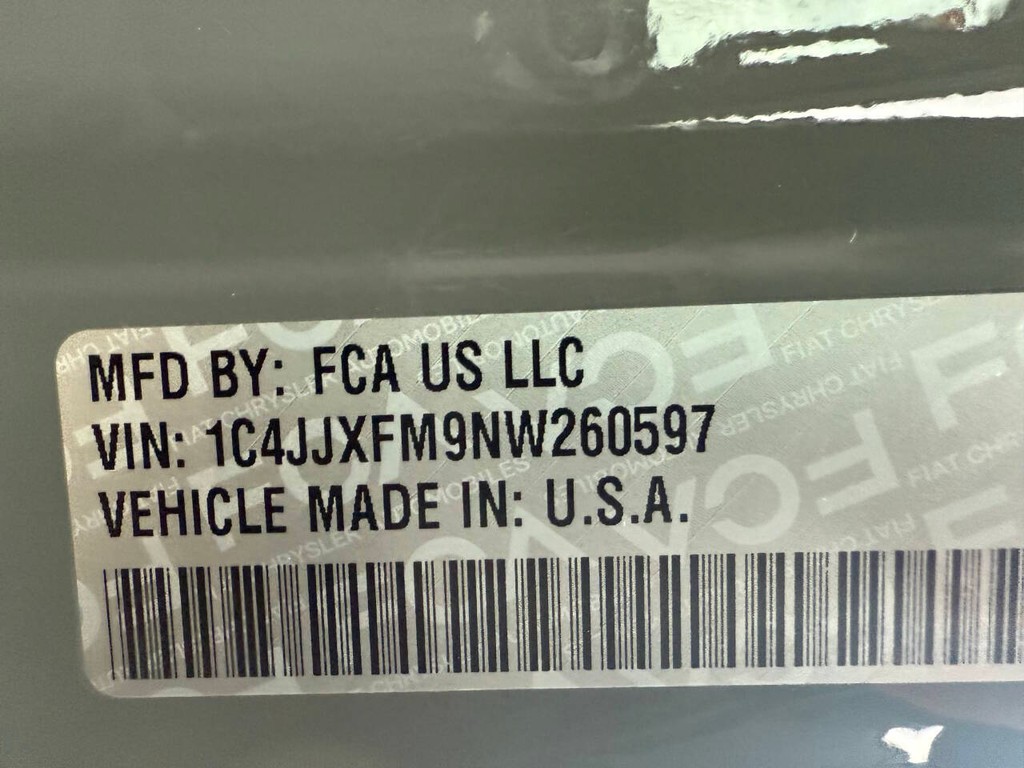 MFD BY: FCA US LLC
VIN: 1C4JJXFM9NW260597
VEHICLE MADE IN: U.S.A.